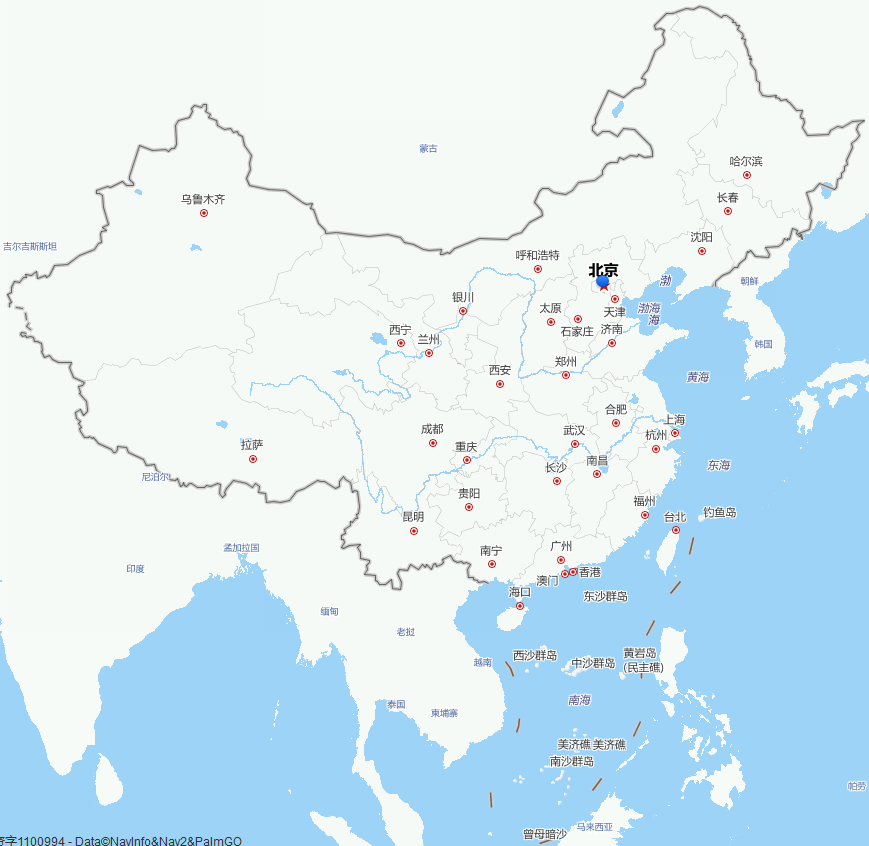 蒙古
哈尔滨
乌鲁木齐
长春
沈阳
吉尔吉斯斯坦
呼和浩特
北京
渤
朝鲜
银川
太原
天津
渤海
海
石家庄
济南
西宁
兰州
韩国
郑州
西安
黄海
合肥
上海
成都
武汉
杭州
拉萨
重庆
南昌
长沙
东海
尼泊尔
贵阳
福州
昆明
台北
钓鱼岛
孟加拉国
南宁
广州
印度
澳门
香港
海口
东沙群岛
缅甸
老挝
西沙群岛
黄岩岛
(民主礁)
越南
中沙群岛
南海
泰国
柬埔寨
美济礁
美济礁
南沙群岛
帕劳
马来西亚
曾母暗沙
字1100994 - Data©NavInfo&Nav2&PalmGO